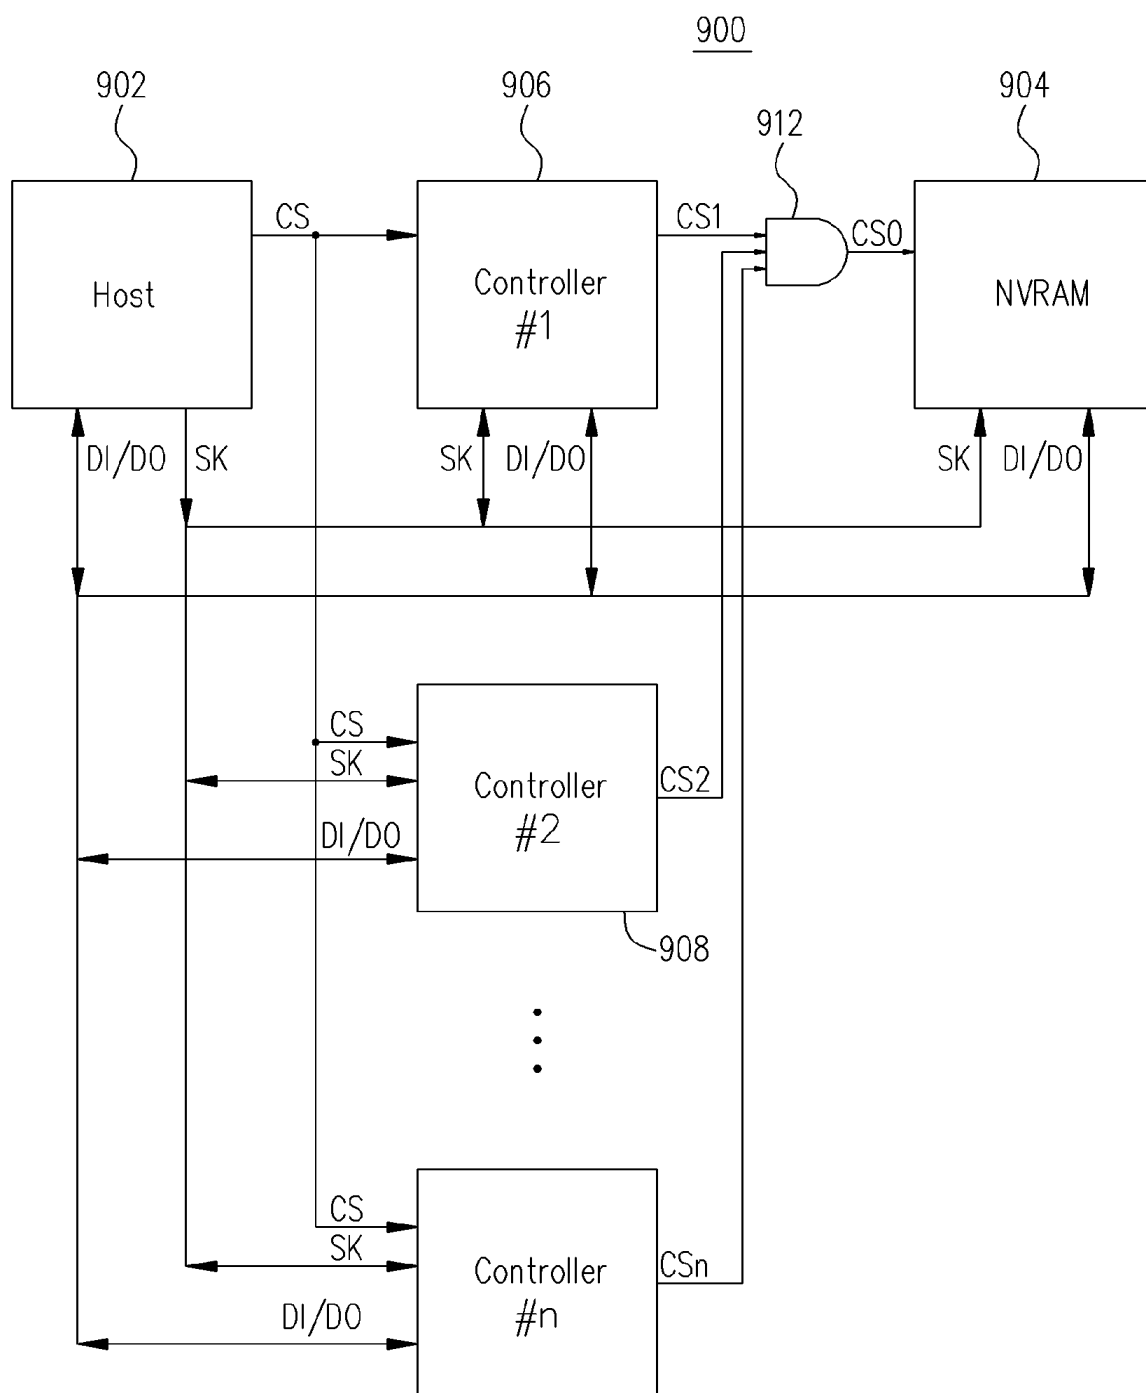 900
902
906
904
912
CS
CS1
CS0
Host
Controller
#1
NVRAM
DI/DO
SK
SK
DI/DO
SK
DI/DO
CS
SK
DI/DO
Controller
#2
CS2
908
CS
SK
DI/DO
Controller
#n
CSn